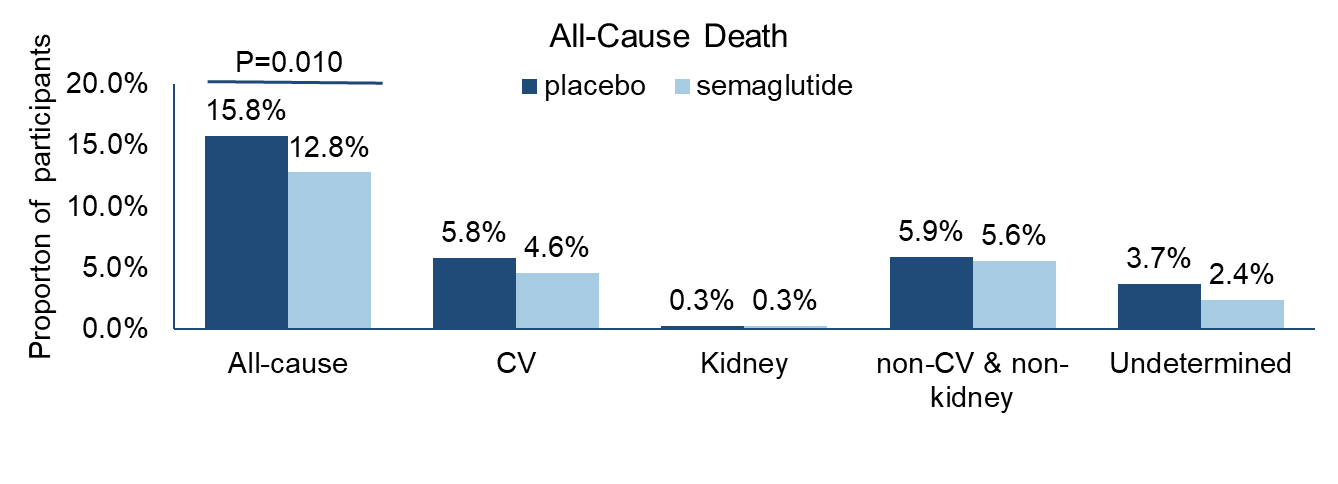 All-Cause Death
placebo semaglutide
Proporton of participants
20.0%
15.0%
10.0%
5.0%
0.0%
P=0.010
15.8%
12.8%
5.8%
4.6%
0.3%
0.3%
5.9%
5.6%
3.7%
2.4%
All-cause
CV
Kidney
non-CV & non-
kidney
Undetermined